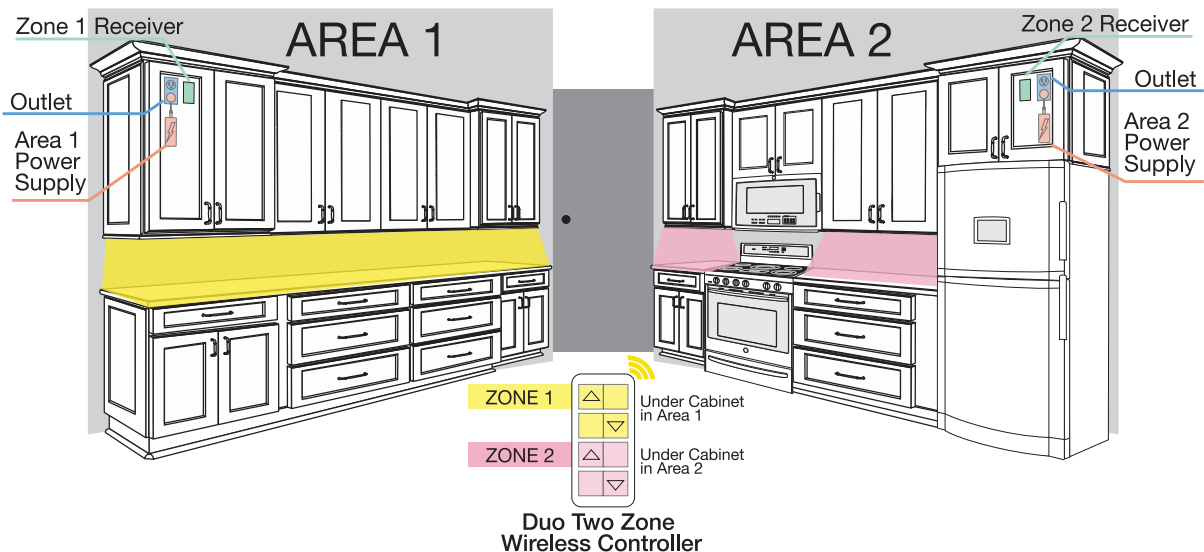 AREA 1
Zone 1 Receiver
Outlet
Area 1
Power
Supply
AREA 2
Zone 2 Receiver
Outlet
Area 2
Power
Supply
ZONE 1
Under Cabinet
in Area 1
ZONE 2
Under Cabinet
in Area 2
Duo Two Zone
Wireless Controller